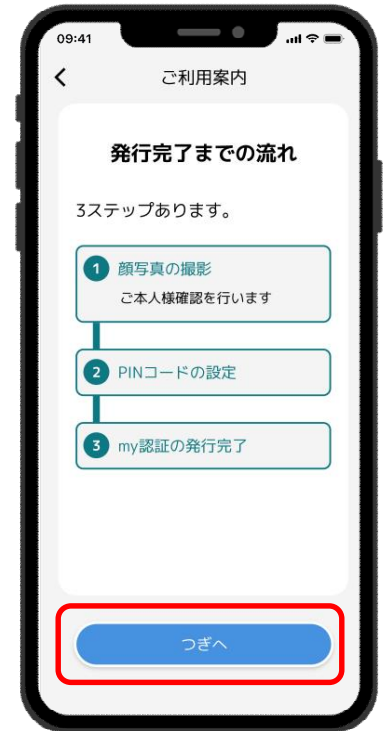 09:41
ご利用案内
発行完了までの流れ
3ステップあります。
1 顔写真の撮影
ご本人様確認を行います
2 PINコードの設定
3 my認証の発行完了
つぎへ